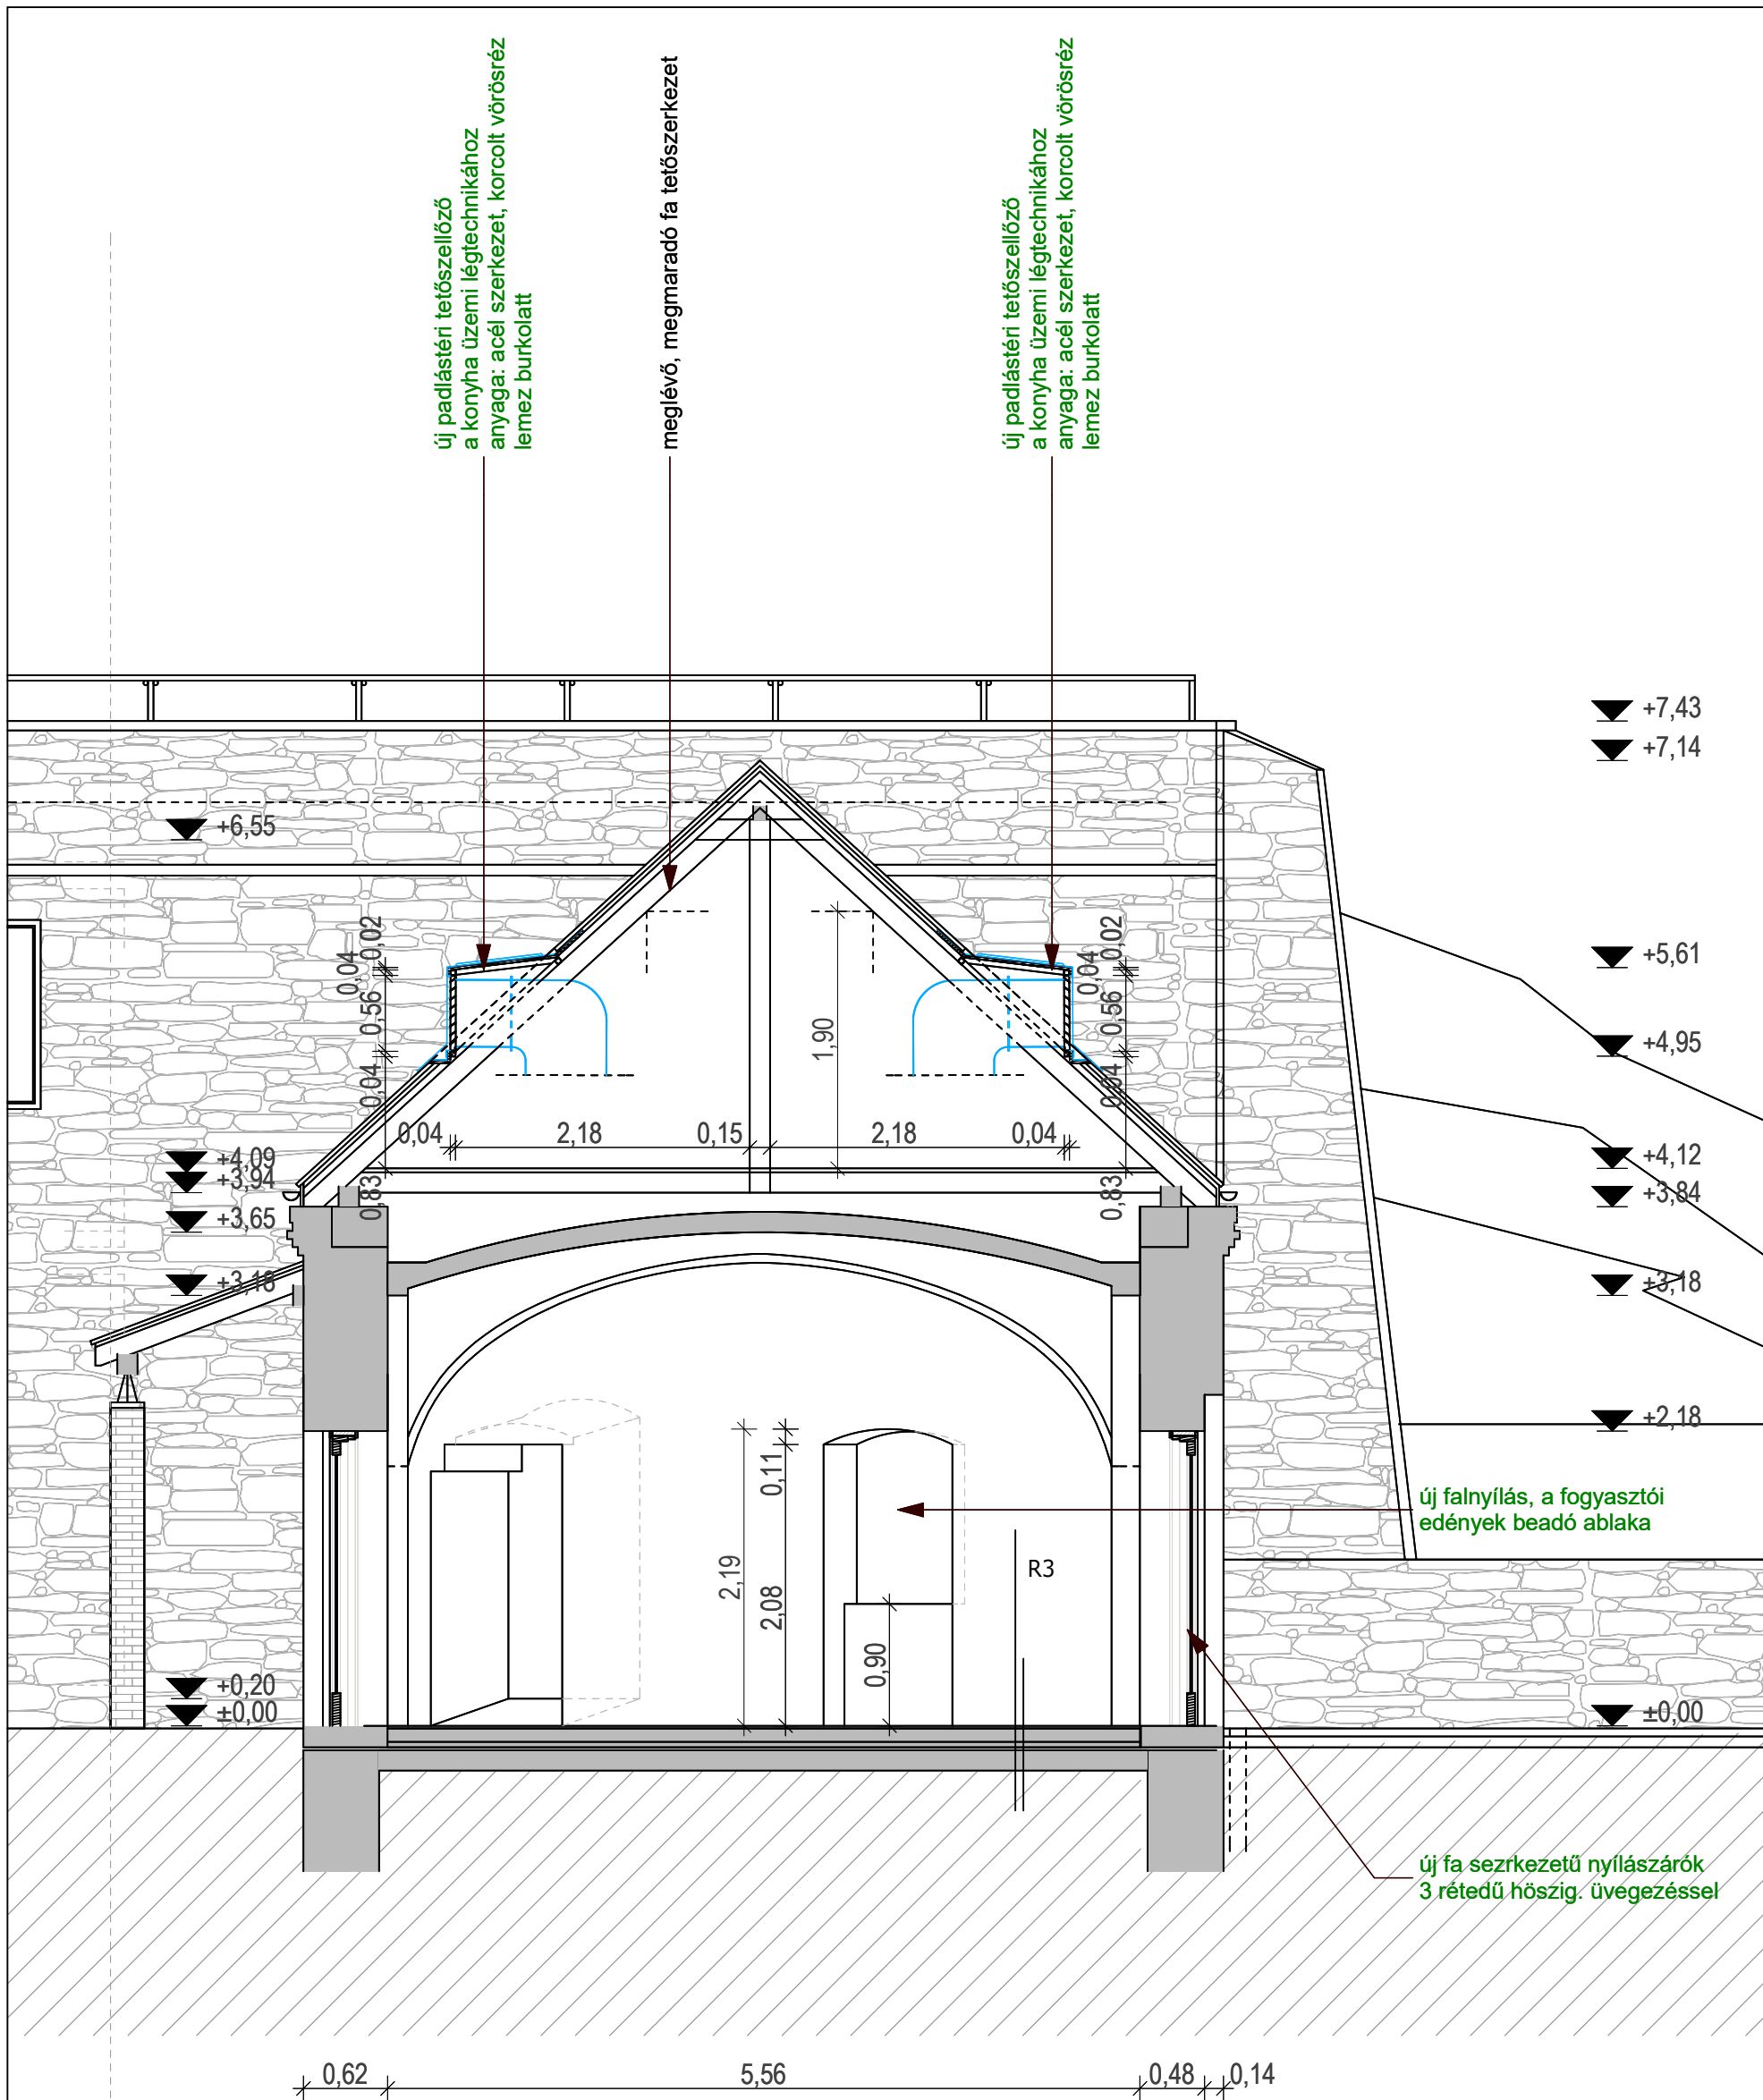 új padlástéri tetőszellőző
a konyha üzemi légtechnikához
anyaga: acél szerkezet, korcolt vörösréz
lemez burkolatt
meglévő, megmaradó fa tetőszerkezet
új padlástéri tetőszellőző
a konyha üzemi légtechnikához
anyaga: acél szerkezet, korcolt vörösréz
lemez burkolatt
+7,43
+7,14
+6,55
+5,61
+4,95
0,02
0,04
0,56
0,04
0,83
1,90
0,02
0,04
0,56
0,04
0,83
0,04
2,18
0,15
2,18
0,04
+4,09
+3,94
+3,65
+3,18
+4,12
+3,84
+3,18
+2,18
0,11
2,19
2,08
0,90
R3
új falnyílás, a fogyasztói
edények beadó ablaka
+0,20
±0,00
±0,00
új fa sezrkezetű nyílászárók
3 rétedű höszig. üvegezéssel
0,62
5,56
0,48
0,14